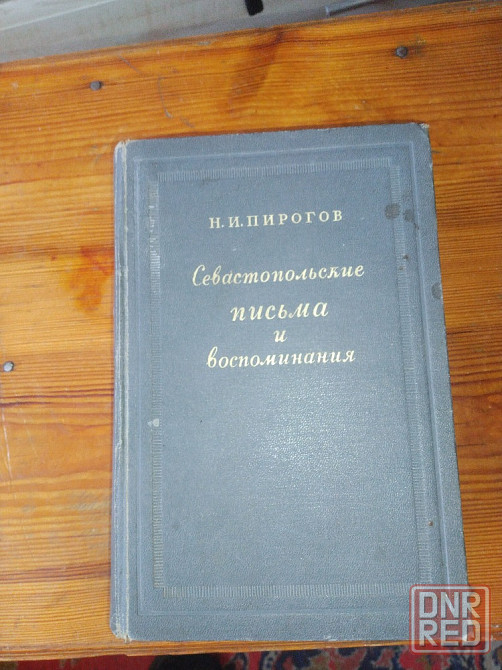 Н. И. ПИРОГОВ
Севастопольские
письма
и
воспоминания
DNR
RED